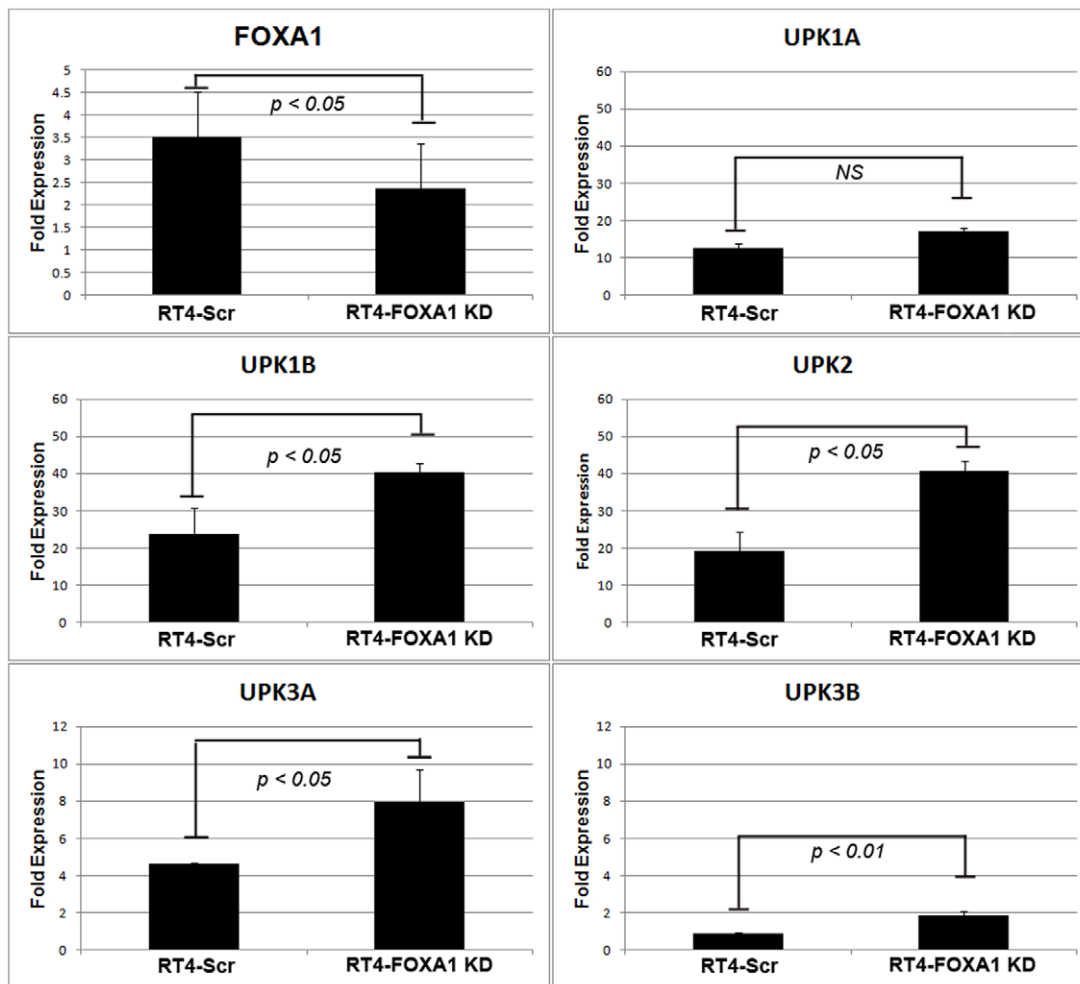 FOXA1
Fold Expression
5
4.5
4
3.5
3
2.5
2
1.5
1
0.5
0
p < 0.05
RT4-Scr RT4-FOXA1 KD
UPK1A
Fold Expression
60
50
40
30
20
10
0
NS
RT4-Scr RT4-FOXA1 KD
UPK1B
Fold Expression
60
50
40
30
20
10
0
p < 0.05
RT4-Scr RT4-FOXA1 KD
UPK2
Fold Expression
60
50
40
30
20
10
0
p < 0.05
RT4-Scr RT4-FOXA1 KD
UPK3A
Fold Expression
12
10
8
6
4
2
0
p < 0.05
RT4-Scr RT4-FOXA1 KD
UPK3B
Fold Expression
12
10
8
6
4
2
0
p < 0.01
RT4-Scr RT4-FOXA1 KD